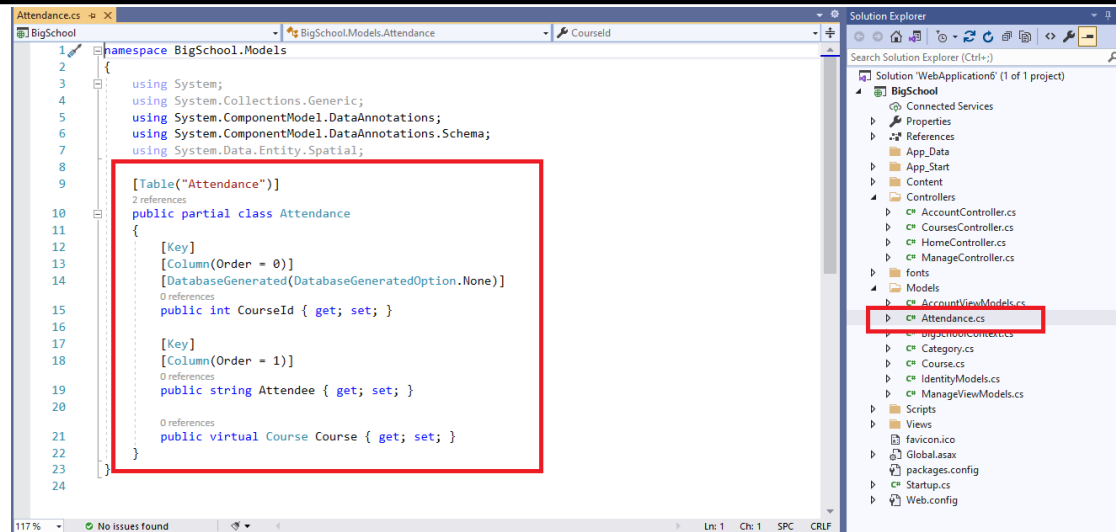 Attendance.cs
BigSchool
BigSchool.Models.Attendance
CourseId
1 namespace BigSchool.Models
2 {
3 using System;
4 using System.Collections.Generic;
5 using System.ComponentModel.DataAnnotations;
6 using System.ComponentModel.DataAnnotations.Schema;
7 using System.Data.Entity.Spatial;
8
9 [Table("Attendance")]
2 references
10 public partial class Attendance
11 {
12 [Key]
13 [Column(Order = 0)]
14 [DatabaseGenerated(DatabaseGeneratedOption.None)]
0 references
15 public int CourseId { get; set; }
16
17 [Key]
18 [Column(Order = 1)]
0 references
19 public string Attendee { get; set; }
20
0 references
21 public virtual Course Course { get; set; }
22 }
23 }
24
117 %
No issues found
Ln: 1 Ch: 1 SPC CRLF
Solution Explorer
Search Solution Explorer (Ctrl+;)
Solution 'WebApplication6' (1 of 1 project)
BigSchool
Connected Services
Properties
References
App_Data
App_Start
Content
Controllers
C# AccountController.cs
C# CoursesController.cs
C# HomeController.cs
C# ManageController.cs
fonts
Models
C# AccountViewModels.cs
C# Attendance.cs
C# BigSchoolContext.cs
C# Category.cs
C# Course.cs
C# IdentityModels.cs
C# ManageViewModels.cs
Scripts
Views
favicon.ico
Global.asax
packages.config
C# Startup.cs
Web.config